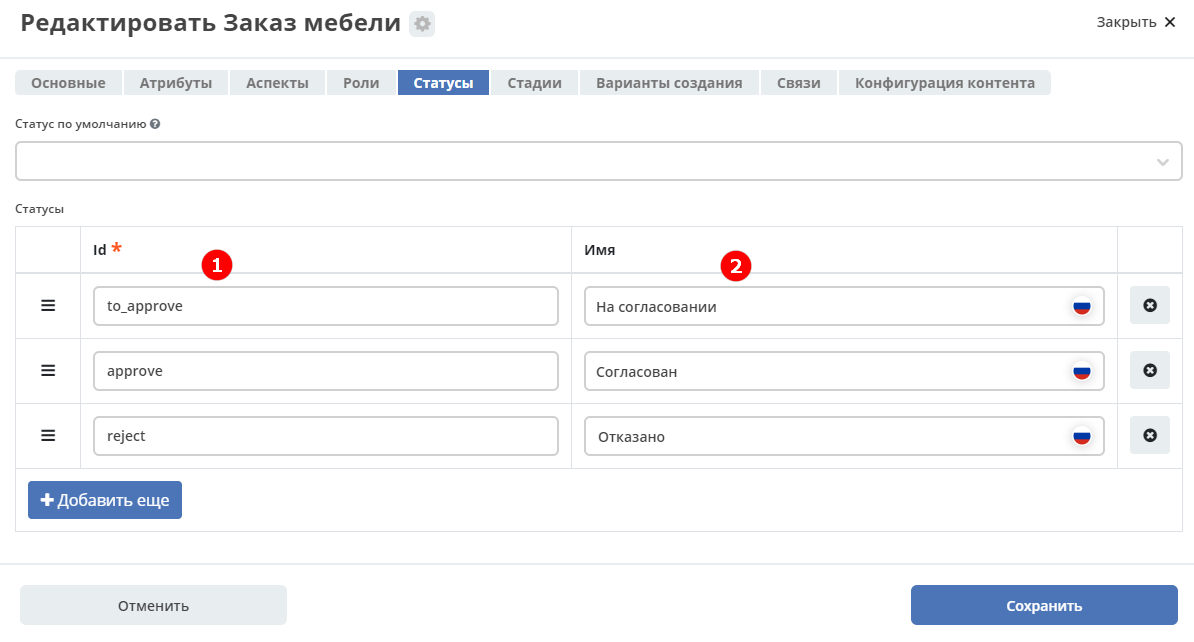 Редактировать Заказ мебели
Закрыть
Основные Атрибуты Аспекты Роли Статусы Стадии Варианты создания Связи Конфигурация контента
Статус по умолчанию
Статусы
Id * Имя
1 2
to_approve На согласовании
approve Согласован
reject Отказано
Добавить еще
Отменить Сохранить